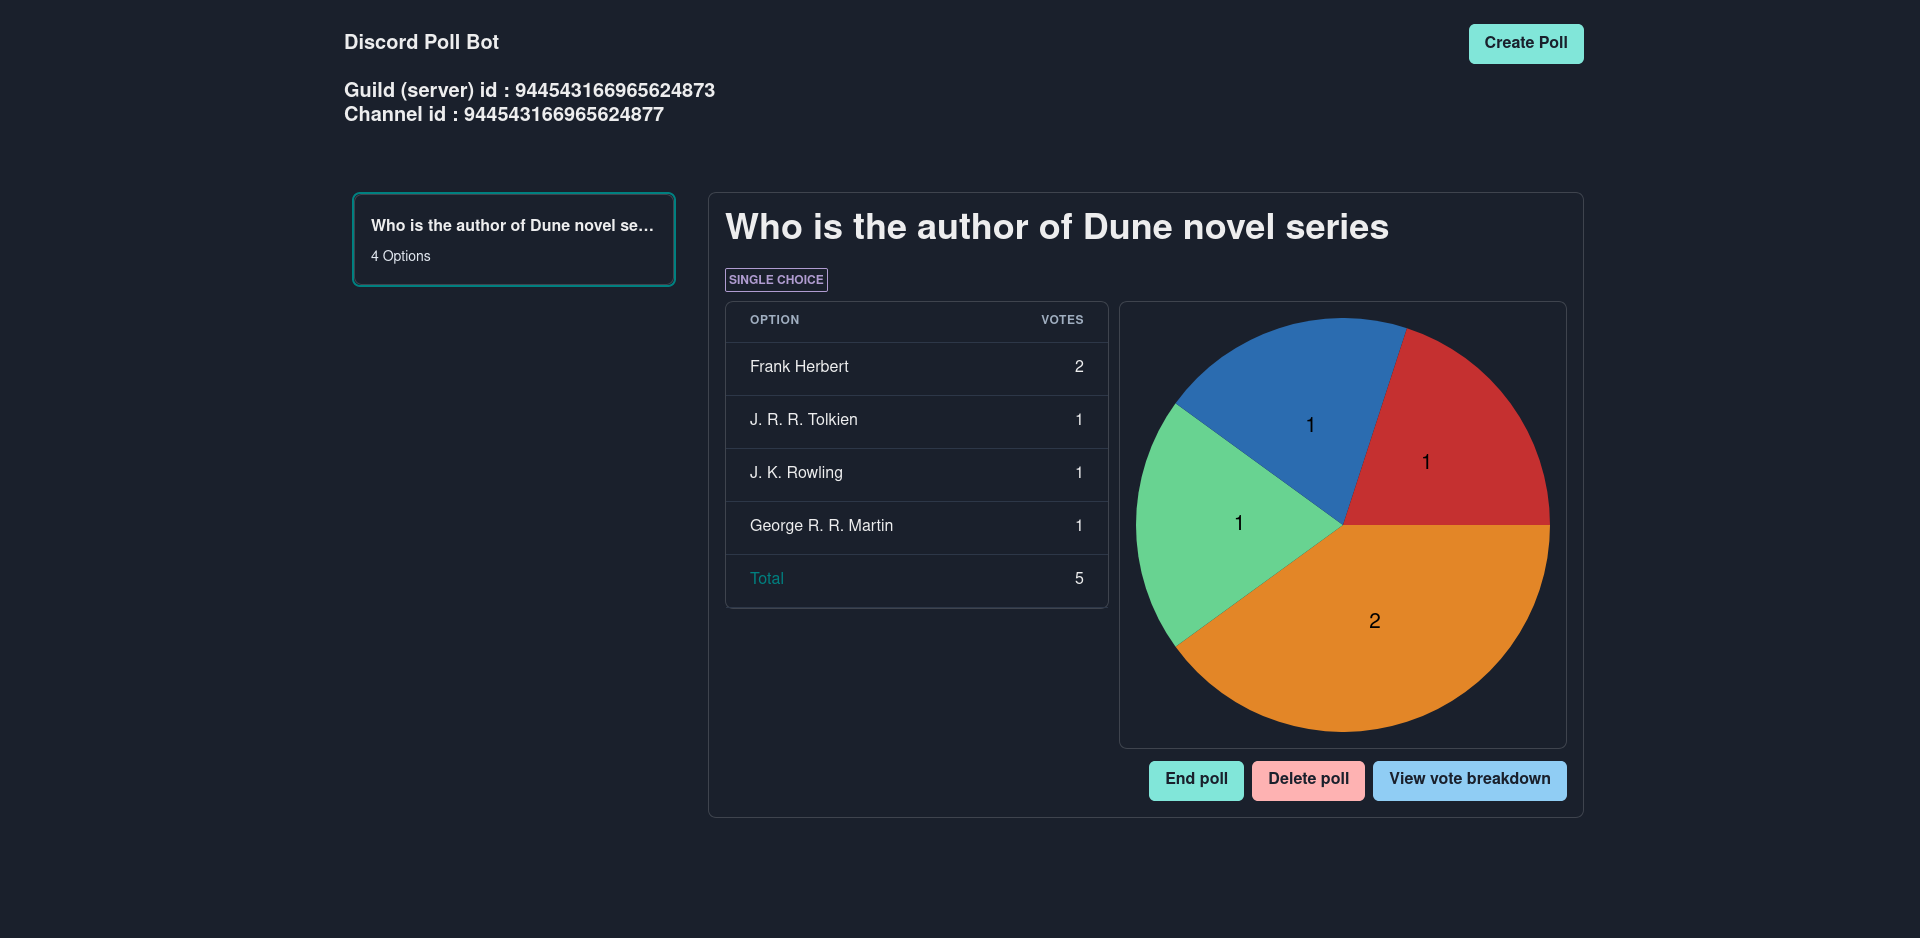 Discord Poll Bot
Create Poll
Guild (server) id : 944543166965624873
Channel id : 944543166965624877
Who is the author of Dune novel se...
4 Options
Who is the author of Dune novel series
SINGLE CHOICE
OPTION VOTES
Frank Herbert 2
J. R. R. Tolkien 1
J. K. Rowling 1
George R. R. Martin 1
Total 5
1
1
1
2
End poll
Delete poll
View vote breakdown